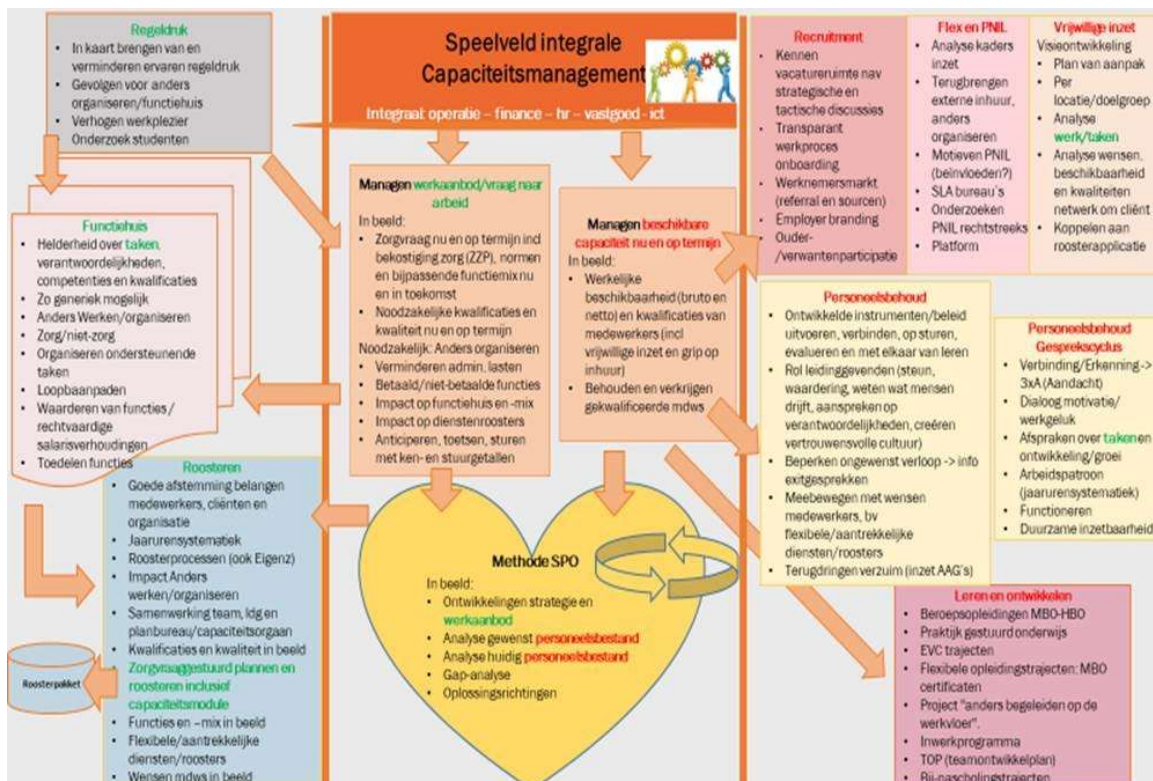 Regeldruk
• In kaart brengen van en
verminderen ervaren regeldruk
• Gevolgen voor anders
organiseren/functiehuis
• Verhogen werkplezier
• Onderzoek studenten
Speelveld integrale
Capaciteitsmanagement
Integraal: operatie – finance – hr – vastgoed - ict
Recruitment
• Kennen
vacatureruimte nav
strategische en
tactische discussies
• Transparant
werkproces
onboarding
• Werknemersmarkt
(referral en sourcen)
• Employer branding
• Ouder-
/verwantenparticipatie
Flex en PNIL
• Analyse kaders
inzet
• Terugbrengen
externe inhuur,
anders
organiseren
• Motieven PNIL
(beïnvloeden?)
• SLA bureau´s
• Onderzoeken
PNIL rechtstreeks
• Platform
Vrijwillige inzet
Visieontwikkeling
• Plan van aanpak
• Per
locatie/doelgroep
• Analyse
werk/taken
• Analyse wensen,
beschikbaarheid
en kwaliteiten
netwerk om cliënt
• Koppelen aan
roosterapplicatie
Functiehuis
• Helderheid over taken,
verantwoordelijkheden,
competenties en kwalificaties
• Zo generiek mogelijk
• Anders Werken/organiseren
• Zorg/niet-zorg
• Organiseren ondersteunende
taken
• Loopbaanpaden
• Waarderen van functies /
rechtvaardige
salarisverhoudingen
• Toedelen functies
Managen werkaanbod/vraag naar
arbeid
In beeld:
• Zorgvraag nu en op termijn incl
bekostiging zorg (ZZP), normen
en bijpassende functiemix nu
en in toekomst
• Noodzakelijke kwalificaties en
kwaliteit nu en op termijn
Noodzakelijk: Anders organiseren
• Verminderen admin. lasten
• Betaald/niet-betaalde functies
• Impact op functiehuis en -mix
• Impact op dienstenroosters
• Anticiperen, toetsen, sturen
met ken- en stuurgetallen
Managen beschikbare
capaciteit nu en op termijn
In beeld:
• Werkelijke
beschikbaarheid (bruto en
netto) en kwalificaties van
medewerkers (incl
vrijwillige inzet en grip op
inhuur)
• Behouden en verkrijgen
gekwalificeerde mdws
Personeelsbehoud
• Ontwikkelde instrumenten/beleid
uitvoeren, verbinden, op sturen,
evalueren en met elkaar van leren
• Rol leidinggevenden (steun,
waardering, weten wat mensen
drijft, aanspreken op
verantwoordelijkheden, creëren
vertrouwensvolle cultuur)
• Beperken ongewenst verloop -> info
exitgesprekken
• Meebewegen met wensen
medewerkers, bv
flexibele/aantrekkelijke
diensten/roosters
• Terugdringen verzuim (inzet AAG´s)
Personeelsbehoud
Gesprekscyclus
• Verbinding/Erkenning ->
3xA (Aandacht)
• Dialoog motivatie/
werkgeluk
• Afspraken over taken en
ontwikkeling/groei
• Arbeidspatroon
(jaarurensystematiek)
• Functioneren
• Duurzame inzetbaarheid
Roosteren
• Goede afstemming belangen
medewerkers, cliënten en
organisatie
• Jaarurensystematiek
• Roosterprocessen (ook Eigenz)
• Impact Anders
werken/organiseren
• Samenwerking team, ldg en
planbureau/capaciteitsorgaan
• Kwalificaties en kwaliteit in beeld
• Zorgvraaggestuurd plannen en
roosteren inclusief
capaciteitsmodule
• Functies en –mix in beeld
• Flexibele/aantrekkelijke
diensten/roosters
• Wensen mdws in beeld
Roosterpakket
Methode SPO
In beeld:
• Ontwikkelingen strategie en
werkaanbod
• Analyse gewenst personeelsbestand
• Analyse huidig personeelsbestand
• Gap-analyse
• Oplossingsrichtingen
Leren en ontwikkelen
• Beroepsopleidingen MBO-HBO
• Praktijk gestuurd onderwijs
• EVC trajecten
• Flexibele opleidingstrajecten: MBO
certificaten
• Project "anders begeleiden op de
werkvloer".
• Inwerkprogramma
• TOP (teamontwikkelplan)
• Bij-nascholingstrajecten